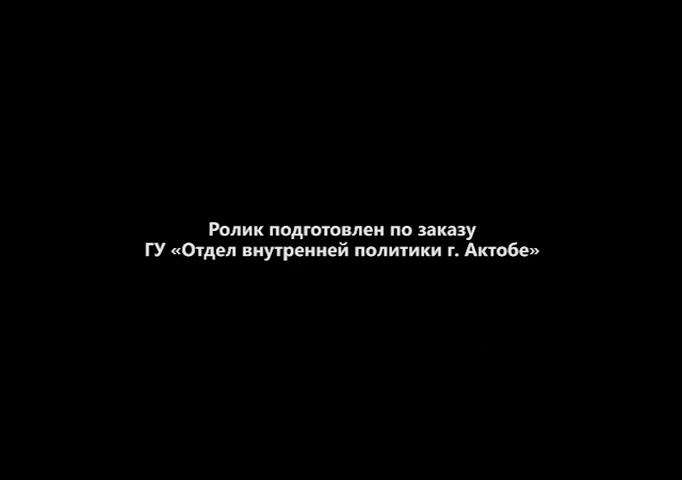 Ролик подготовлен по заказу
ГУ «Отдел внутренней политики г. Актобе»